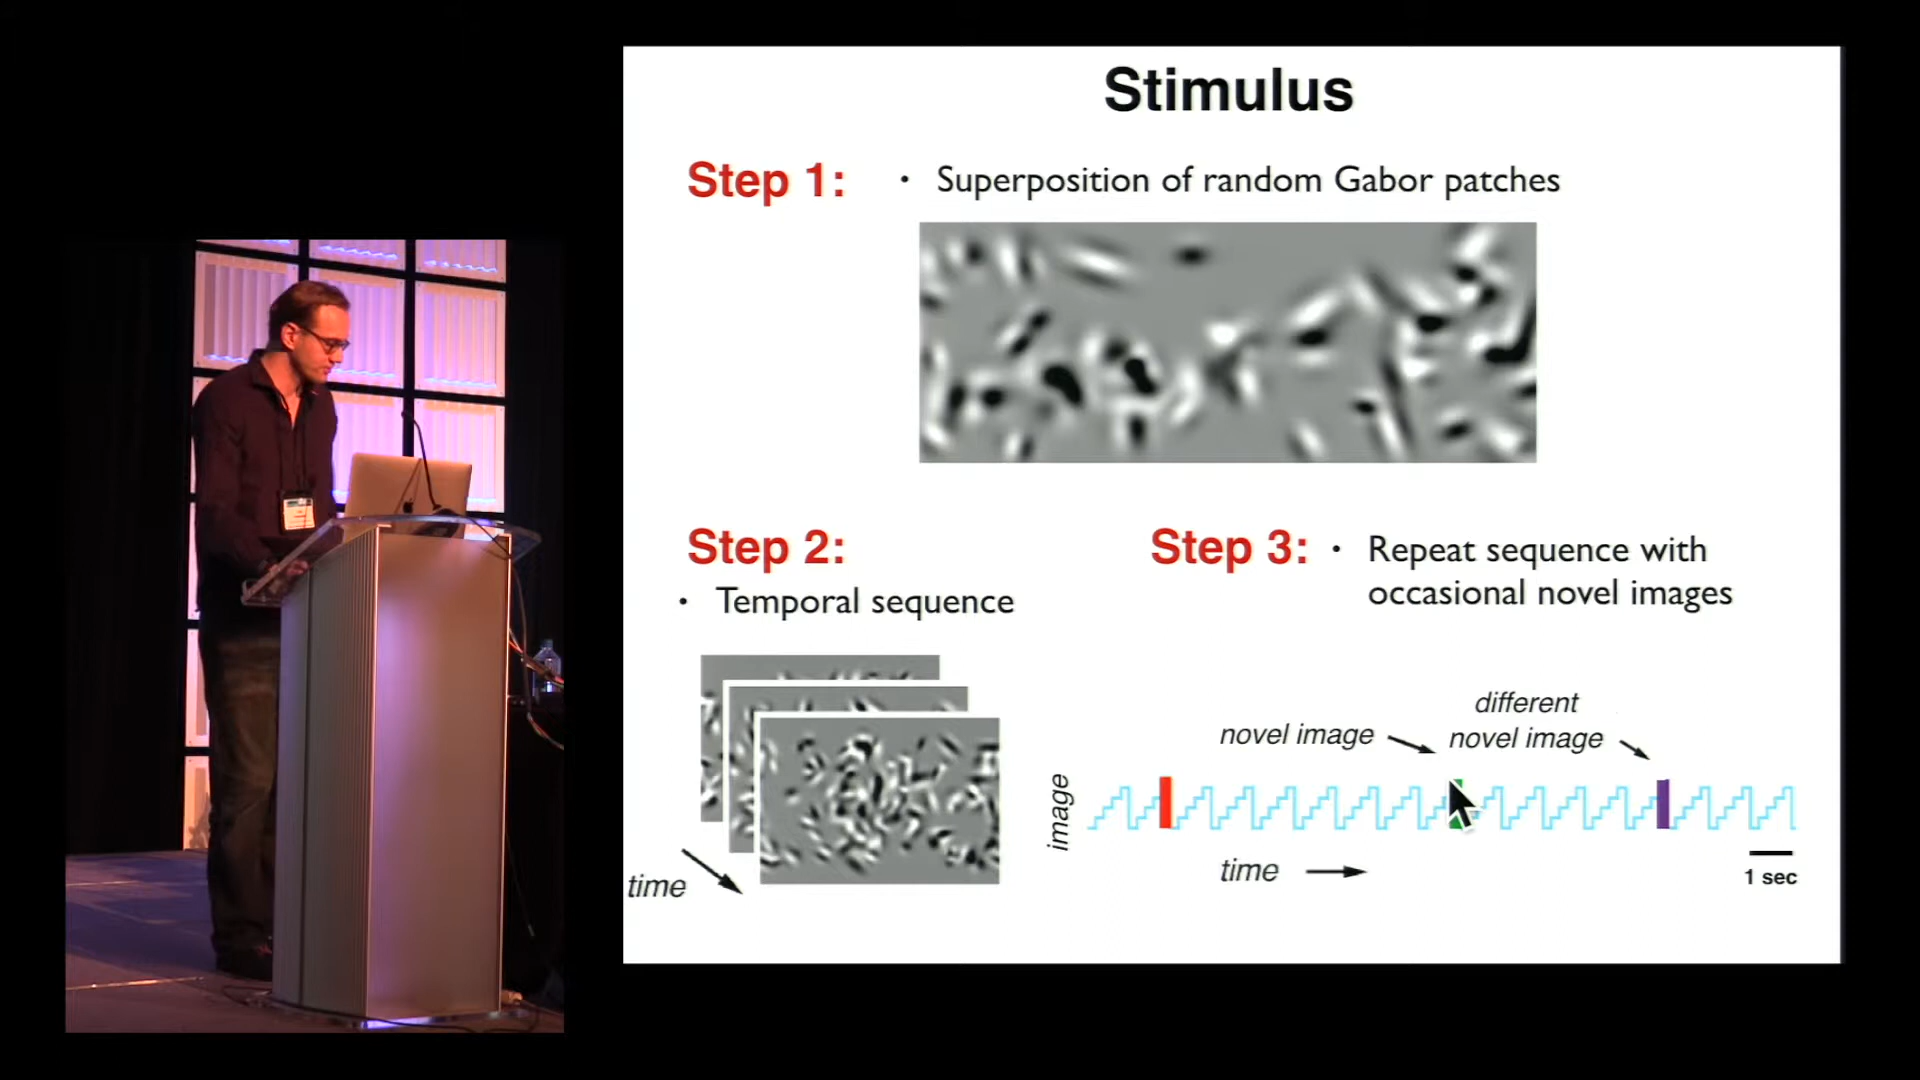 Stimulus
Step 1:
• Superposition of random Gabor patches
Step 2:
• Temporal sequence
time
Step 3:
• Repeat sequence with
occasional novel images
novel image
different
novel image
image
time
1 sec